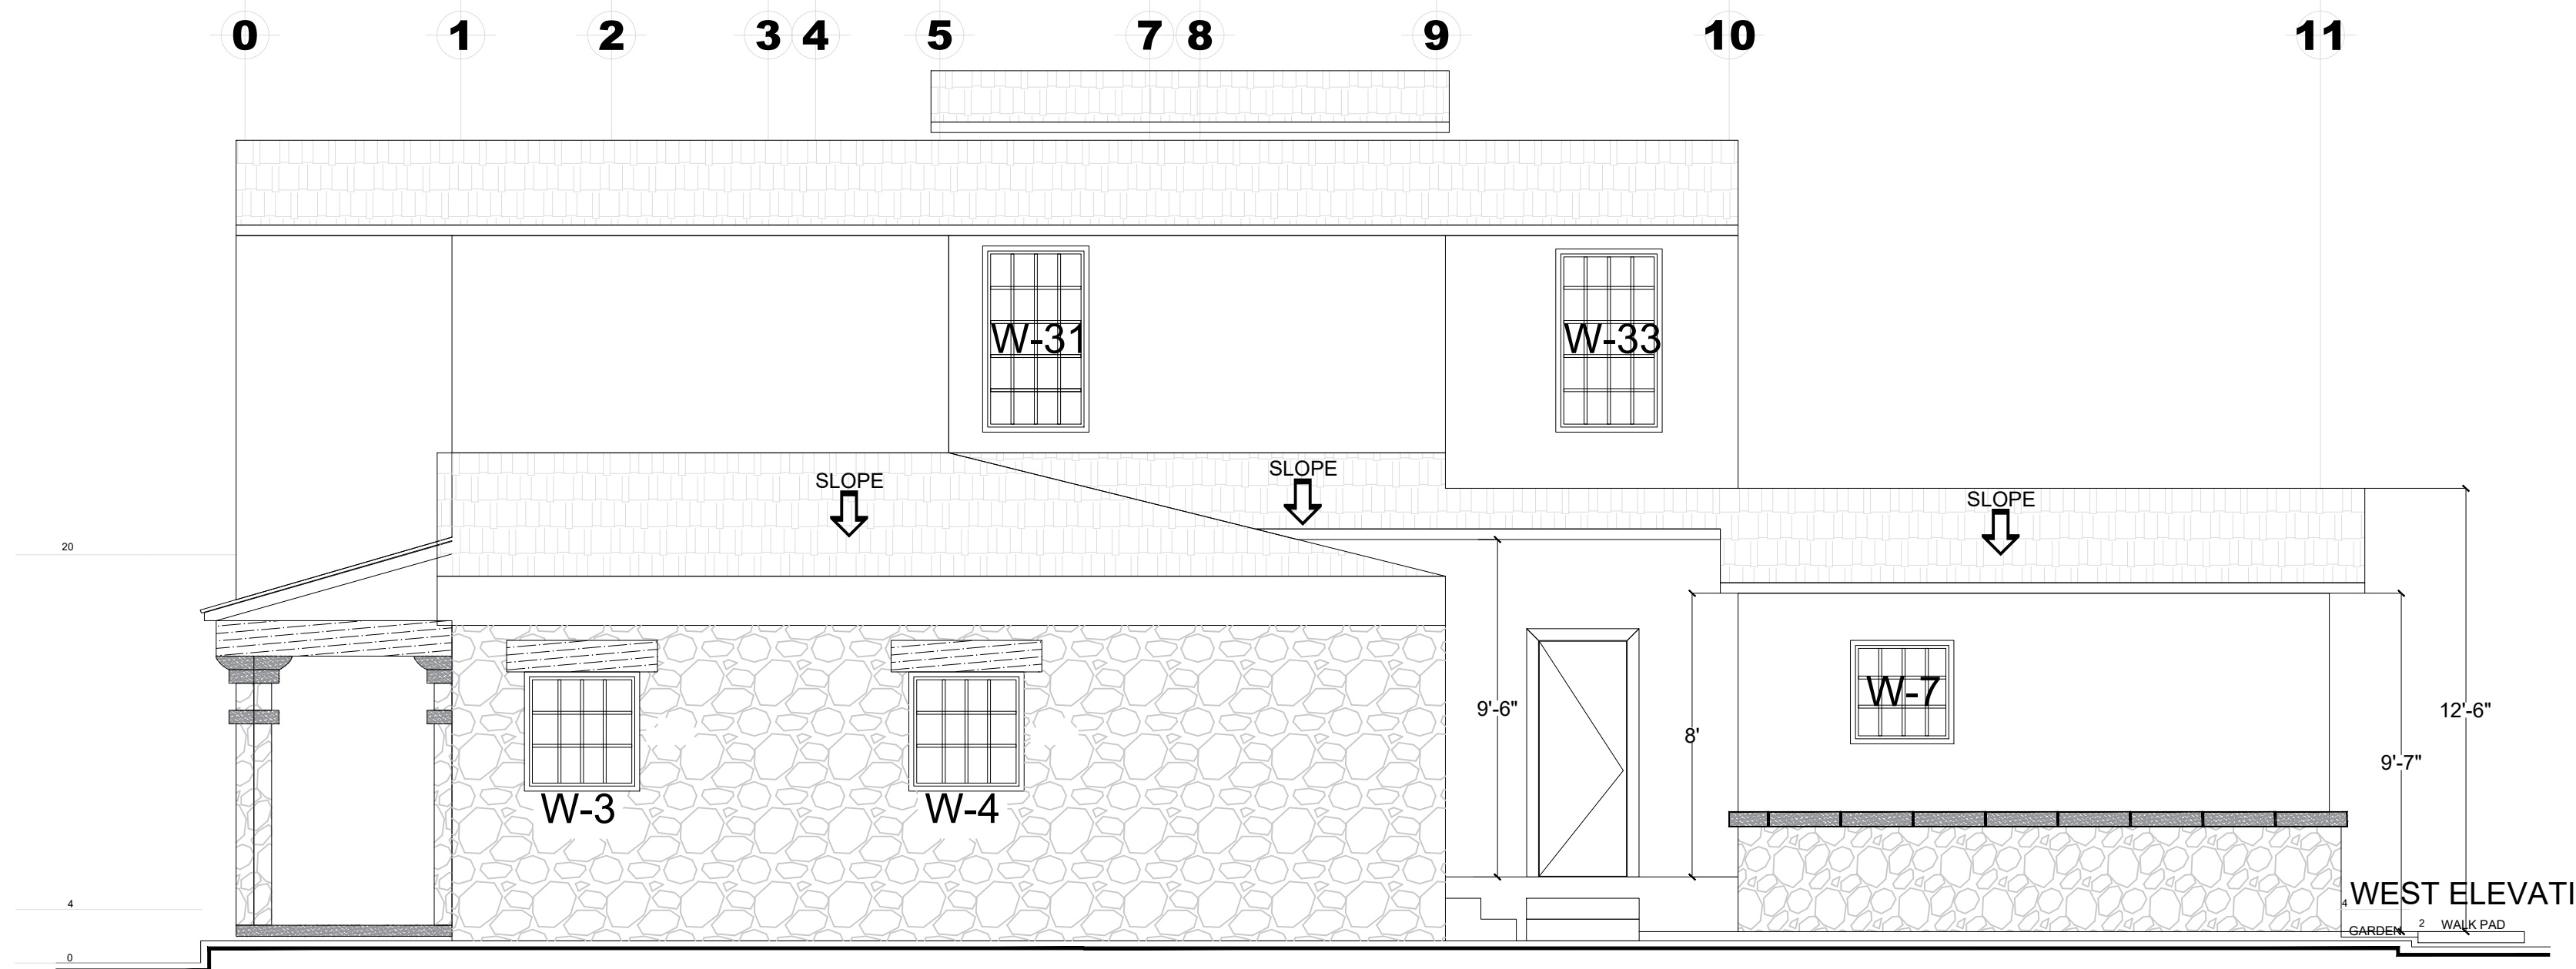 0 1 2 3 4 5 7 8 9 10 11
W-31 W-33
SLOPE
SLOPE
SLOPE
20
9'-6"
8'
W-7
12'-6"
9'-7"
W-3
W-4
4
4
WEST ELEVATI
GARDEN
2
WALK PAD
0